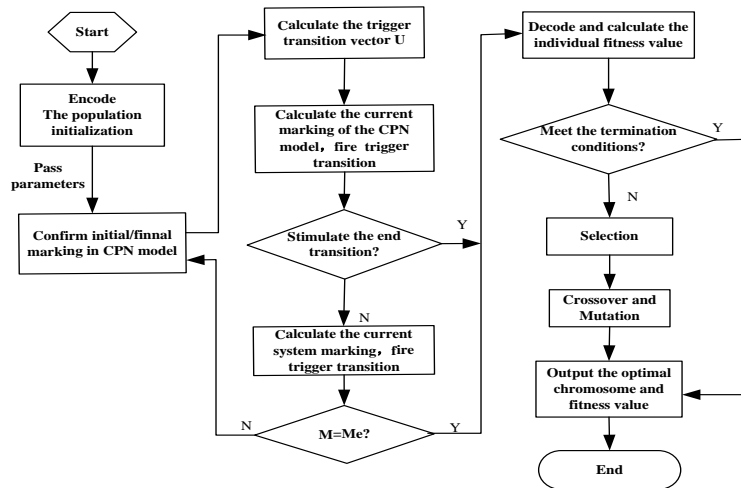 Start
Encode
The population
initialization
Pass
parameters
Confirm initial/finnal
marking in CPN model
Calculate the trigger
transition vector U
Calculate the current
marking of the CPN
model, fire trigger
transition
Stimulate the end
transition?
Y
N
Calculate the current
system marking, fire
trigger transition
M=Me?
N
Y
Decode and calculate the
individual fitness value
Meet the termination
conditions?
Y
N
Selection
Crossover and
Mutation
Output the optimal
chromosome and
fitness value
End